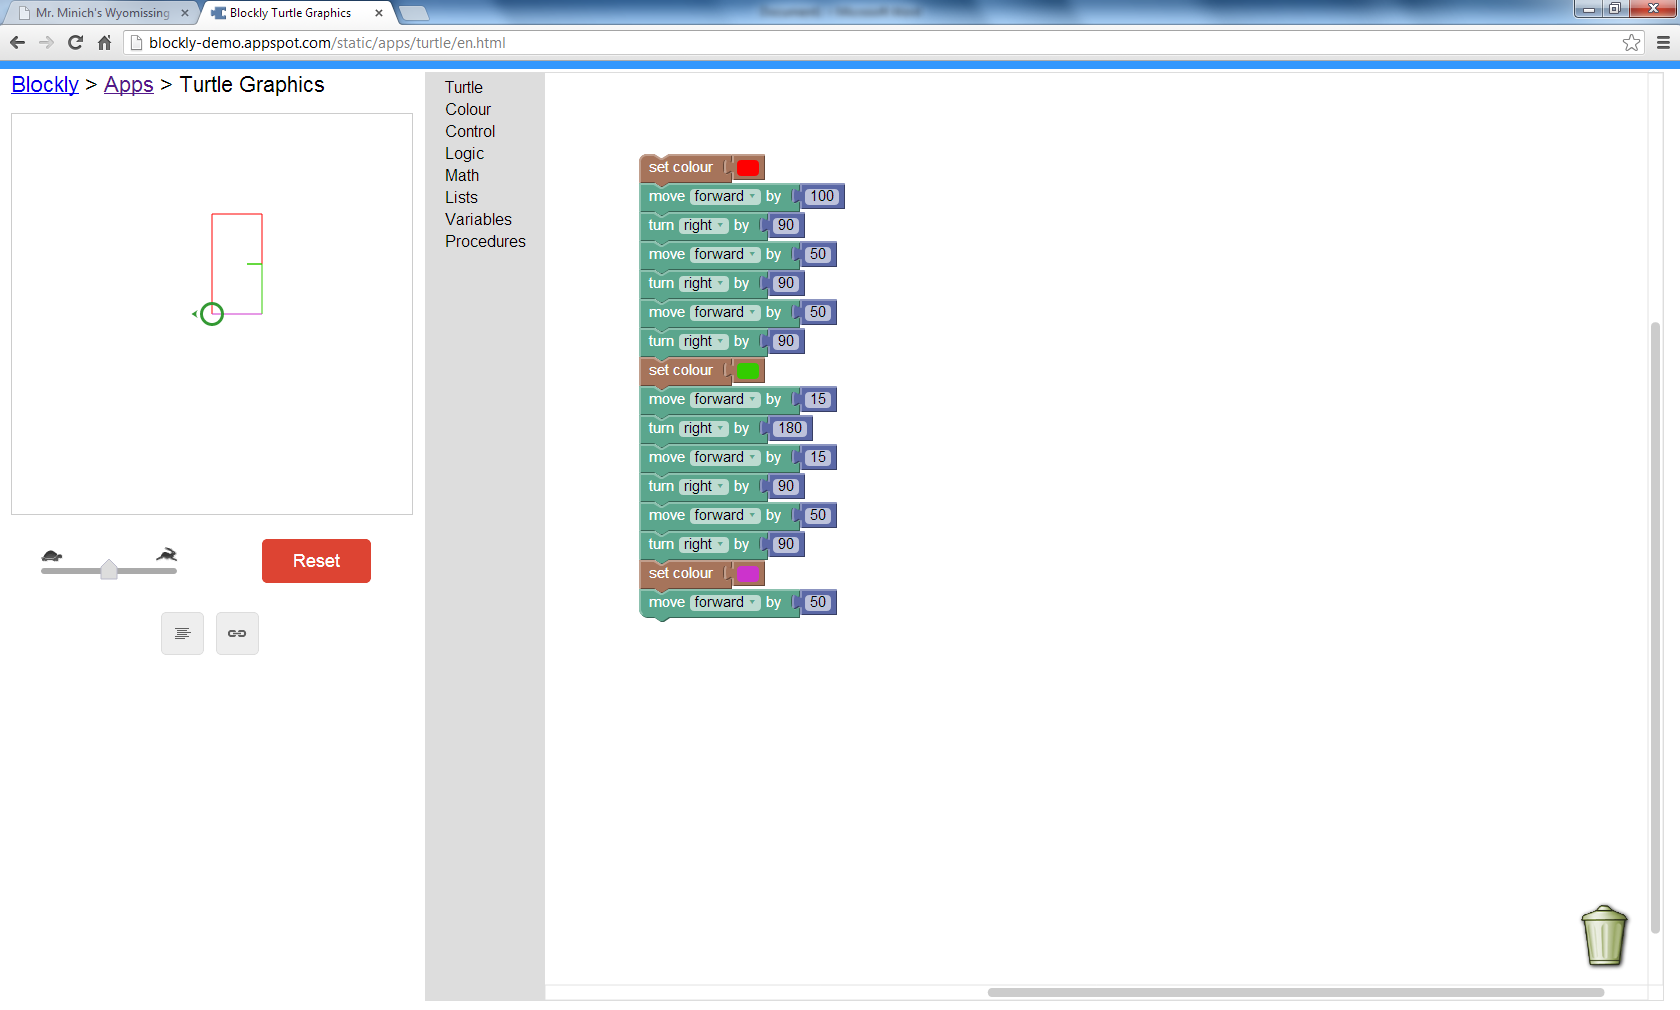 Mr. Minich's Wyomissing
Blockly Turtle Graphics
blockly-demo.appspot.com/static/apps/turtle/en.html
Blockly > Apps > Turtle Graphics
Reset
Turtle
Colour
Control
Logic
Math
Lists
Variables
Procedures
set colour
move forward by 100
turn right by 90
move forward by 50
turn right by 90
move forward by 50
turn right by 90
set colour
move forward by 15
turn right by 180
move forward by 15
turn right by 90
move forward by 50
turn right by 90
set colour
move forward by 50